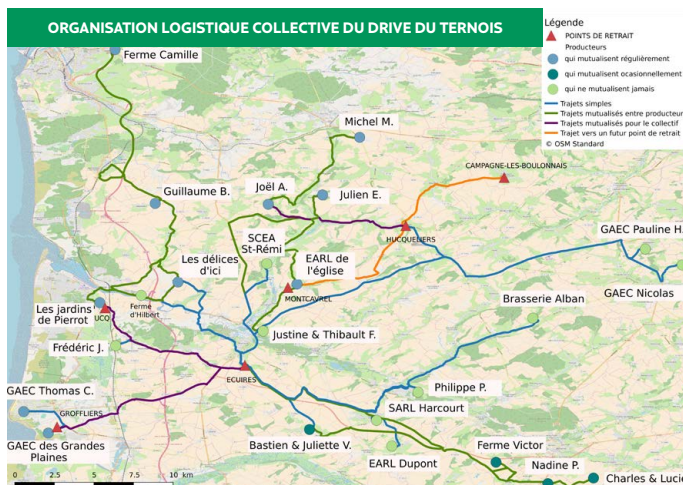 ORGANISATION LOGISTIQUE COLLECTIVE DU DRIVE DU TERNOIS
Légende
POINTS DE RETRAIT
Producteurs
qui mutualisent régulièrement
qui mutualisent ocasionnellement
qui ne mutualisent jamais
Trajets simples
Trajets mutualisés entre producteur
Trajets mutualisés pour le collectif
Trajet vers un futur point de retrait
© OSM Standard
Ferme Camille
Michel M.
CAMPAGNE-LES-BOULONNAIS
Guillaume B.
Joël A.
Julien E.
HUCQUELIERS
GAEC Pauline H.
SCEA
St-Rémi
EARL de
l'église
Les délices
d'ici
GAEC Nicolas
MONTCAVREL
Brasserie Alban
Les jardins
de Pierrot
UCQ
Ferme
d'Hilbert
Justine & Thibault F.
Frédéric J.
ECUIRES
Philippe P.
GAEC Thomas C.
GROFFLIERS
SARL Harcourt
GAEC des Grandes
Plaines
Bastien & Juliette V.
EARL Dupont
Ferme Victor
Nadine P.
Charles & Lucie
0 2.5 5 7.5 10 km